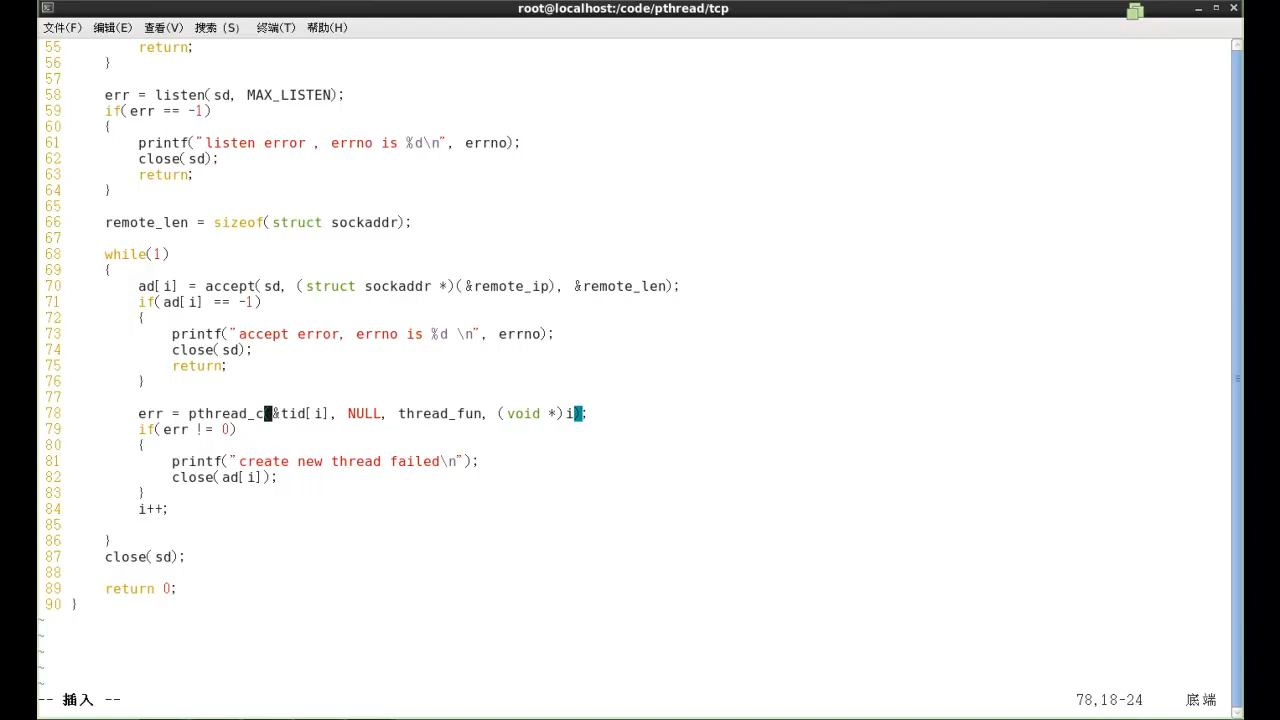 root@localhost:/code/pthread/tcp
文件(F) 编辑(E) 查看(V) 搜索 (S) 终端(T) 帮助(H)
55         return;
56     }
57
58     err = listen(sd, MAX_LISTEN);
59     if(err == -1)
60     {
61         printf("listen error , errno is %d\n", errno);
62         close(sd);
63         return;
64     }
65
66     remote_len = sizeof(struct sockaddr);
67
68     while(1)
69     {
70         ad[i] = accept(sd, (struct sockaddr *)(&remote_ip), &remote_len);
71         if(ad[i] == -1)
72         {
73             printf("accept error, errno is %d \n", errno);
74             close(sd);
75             return;
76         }
77
78         err = pthread_c(&tid[i], NULL, thread_fun, (void *)i);
79         if(err != 0)
80         {
81             printf("create new thread failed\n");
82             close(ad[i]);
83         }
84         i++;
85
86     }
87     close(sd);
88
89     return 0;
90 }
~
~
~
~
~
-- 插入 -- 78,18-24 底端